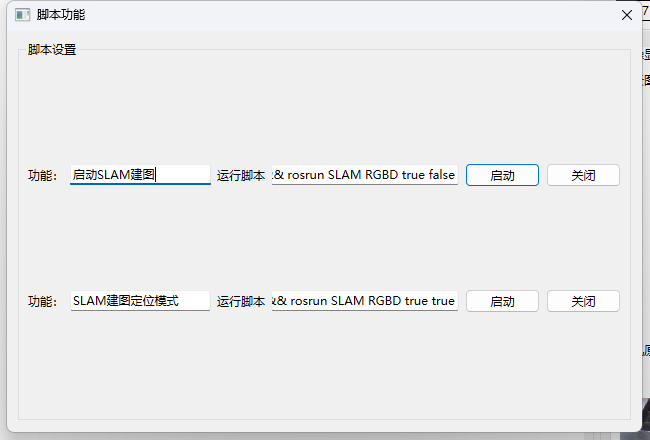 脚本功能
脚本设置
功能： 启动SLAM建图 运行脚本 && rosrun SLAM RGBD true false 启动 关闭
功能： SLAM建图定位模式 运行脚本 && rosrun SLAM RGBD true true 启动 关闭